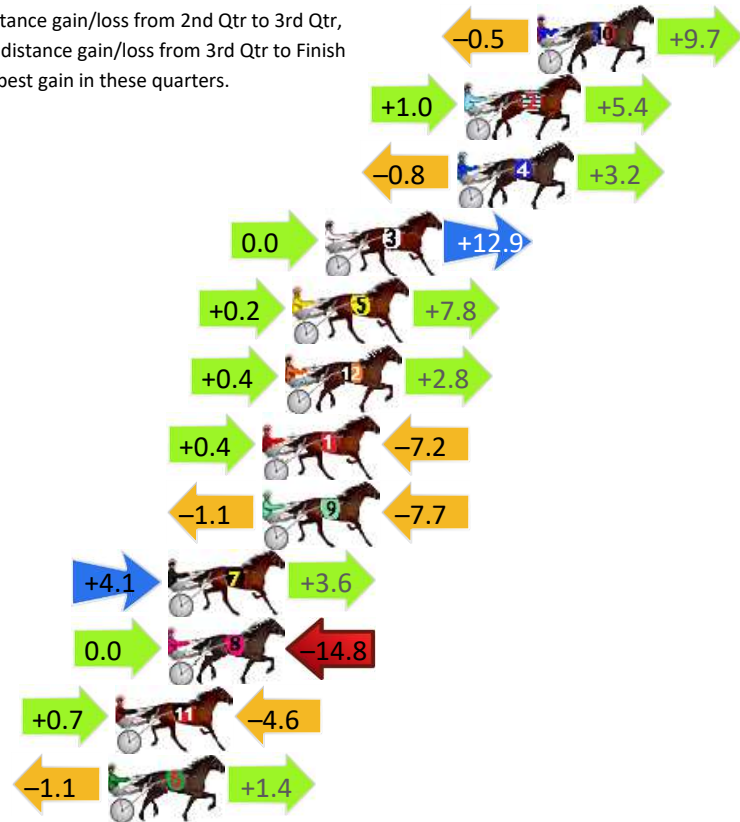 tance gain/loss from 2nd Qtr to 3rd Qtr,
distance gain/loss from 3rd Qtr to Finish
best gain in these quarters.
–0.5 10 +9.7
+1.0 2 +5.4
–0.8 4 +3.2
0.0 3 +12.9
+0.2 5 +7.8
+0.4 12 +2.8
+0.4 1 –7.2
–1.1 9 –7.7
+4.1 7 +3.6
0.0 8 –14.8
+0.7 11 –4.6
–1.1 6 +1.4